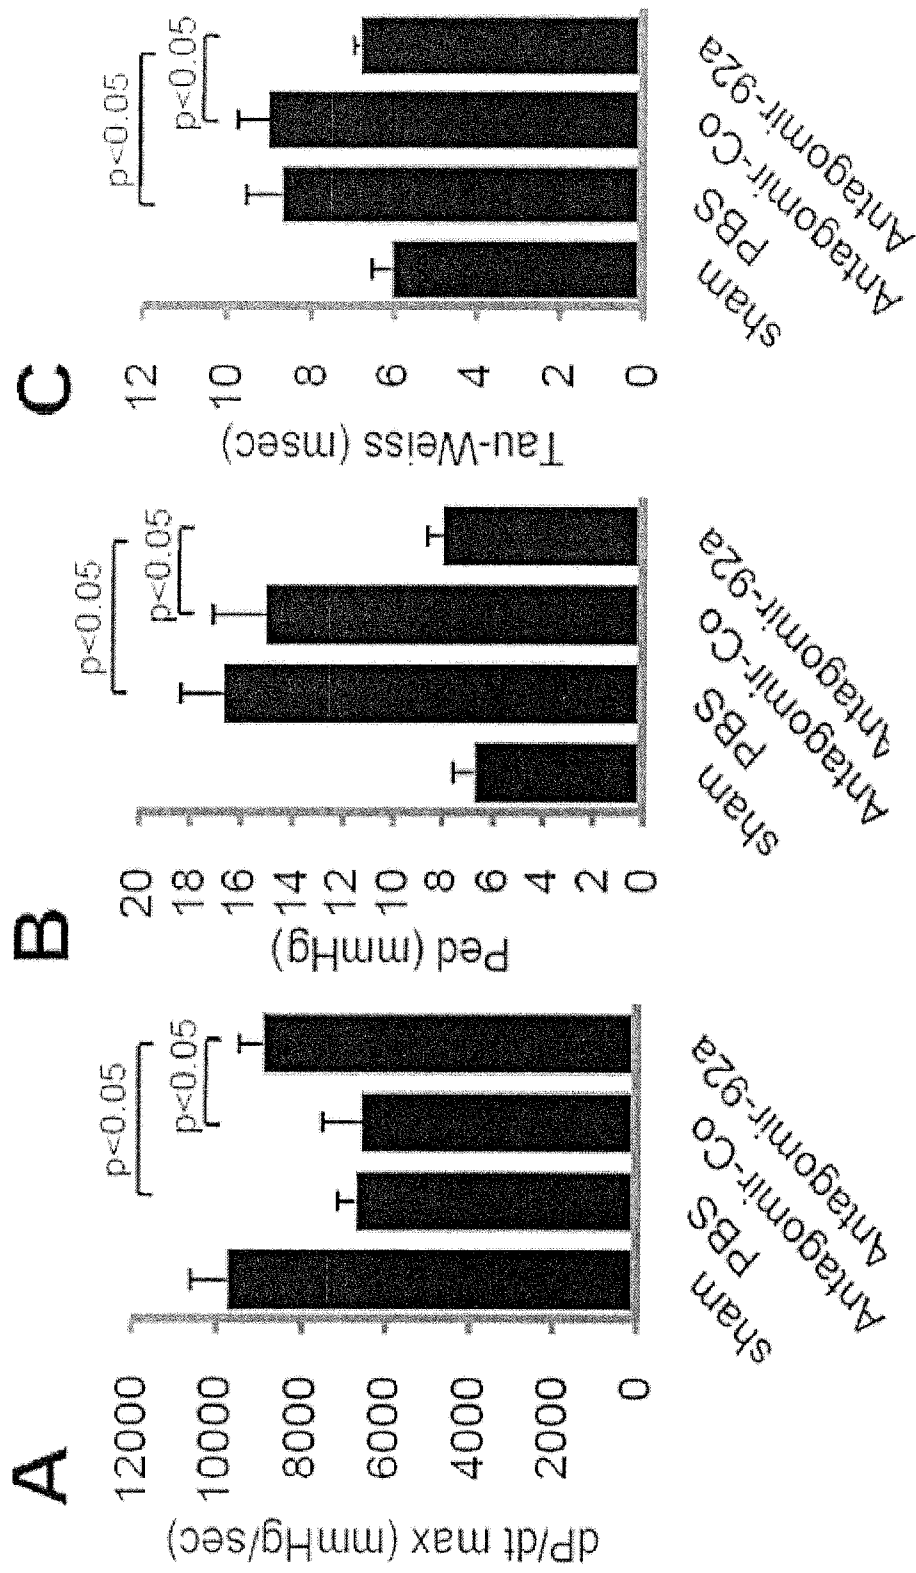 A
dP/dt max (mmHg/sec)
12000
10000
8000
6000
4000
2000
0
p<0.05
p<0.05
sham
PBS
Antagomir-Co
Antagomir-92a
B
Ped (mmHg)
20
18
16
14
12
10
8
6
4
2
0
p<0.05
p<0.05
sham
PBS
Antagomir-Co
Antagomir-92a
C
Tau-Weiss (msec)
12
10
8
6
4
2
0
p<0.05
p<0.05
sham
PBS
Antagomir-Co
Antagomir-92a